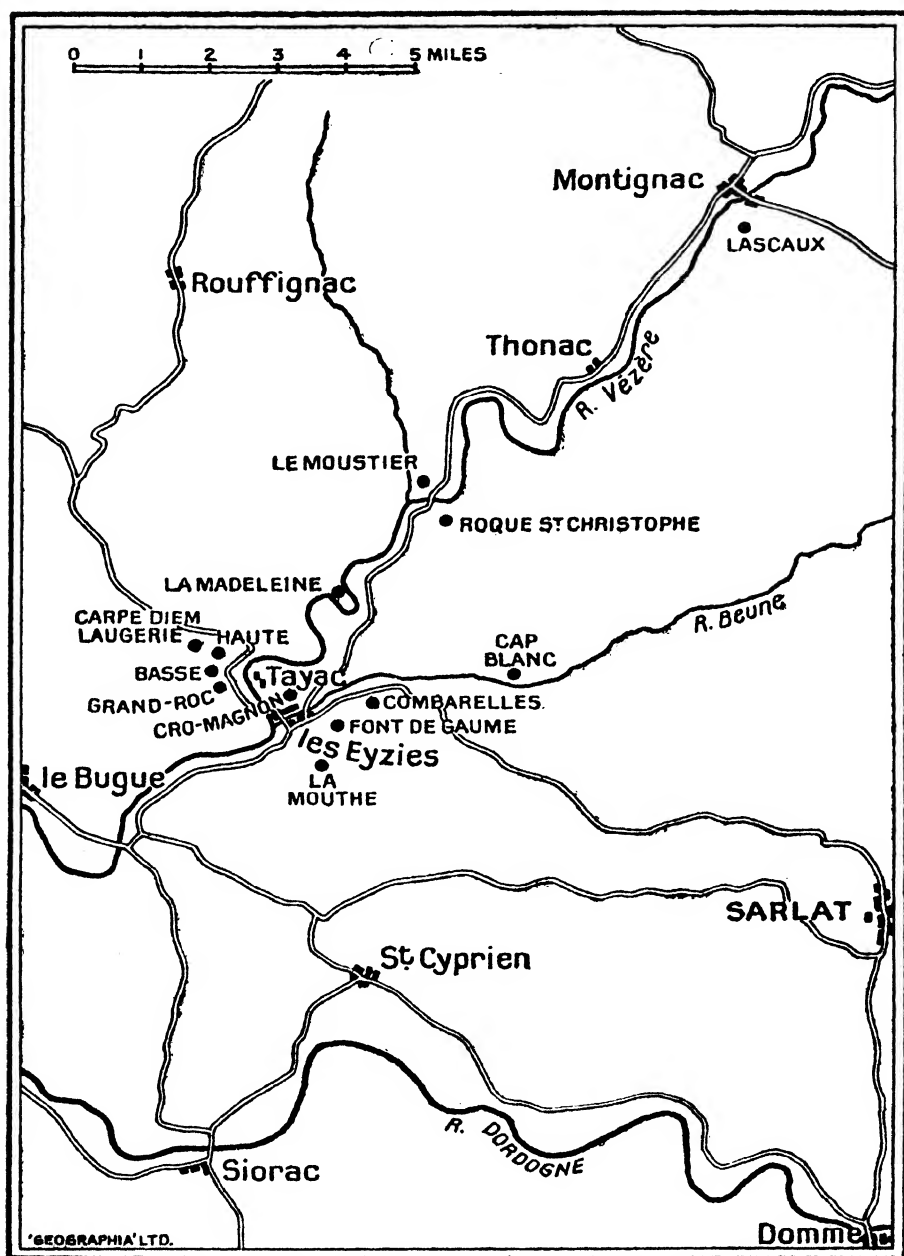 0 1 2 3 4 5 MILES
Montignac
LASCAUX
Rouffignac
Thonac
R. Vézère
LE MOUSTIER
ROQUE ST CHRISTOPHE
LA MADELEINE
R. Beune
CARPE DIEM
LAUGERIE HAUTE
BASSE
GRAND-ROC
Tayac
CRO-MAGNON
CAP
BLANC
COMBARELLES.
FONT DE GAUME
les Eyzies
LA
MOUTHE
le Bugue
SARLAT
St. Cyprien
R. DORDOGNE
Siorac
Domme
'GEOGRAPHIA' LTD.